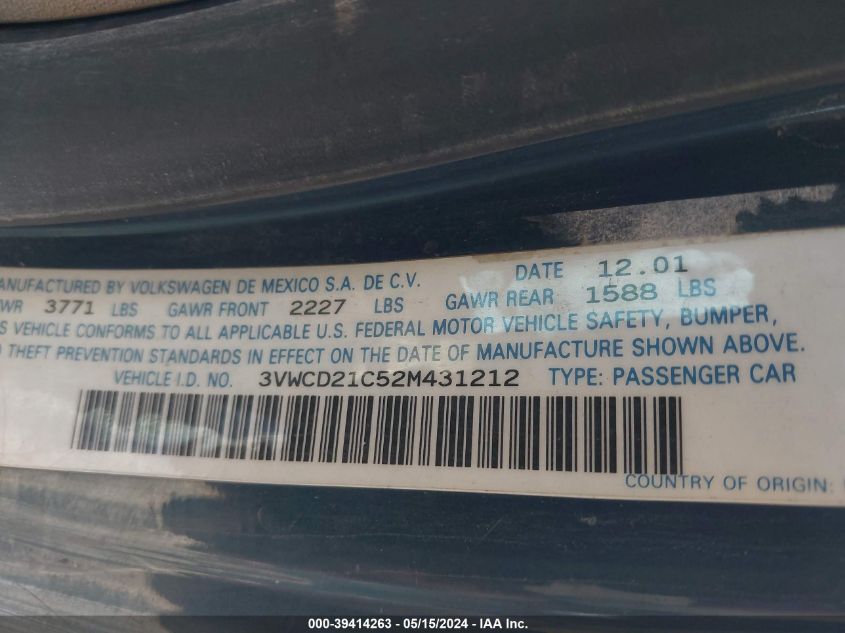 MANUFACTURED BY VOLKSWAGEN DE MEXICO S.A. DE C.V. DATE 12.01
WR 3771 LBS GAWR FRONT 2227 LBS GAWR REAR 1588 LBS
S VEHICLE CONFORMS TO ALL APPLICABLE U.S. FEDERAL MOTOR VEHICLE SAFETY, BUMPER,
THEFT PREVENTION STANDARDS IN EFFECT ON THE DATE OF MANUFACTURE SHOWN ABOVE.
VEHICLE I.D. NO. 3VWCD21C52M431212 TYPE: PASSENGER CAR
COUNTRY OF ORIGIN:
000-39414263 - 05/15/2024 - IAA Inc.